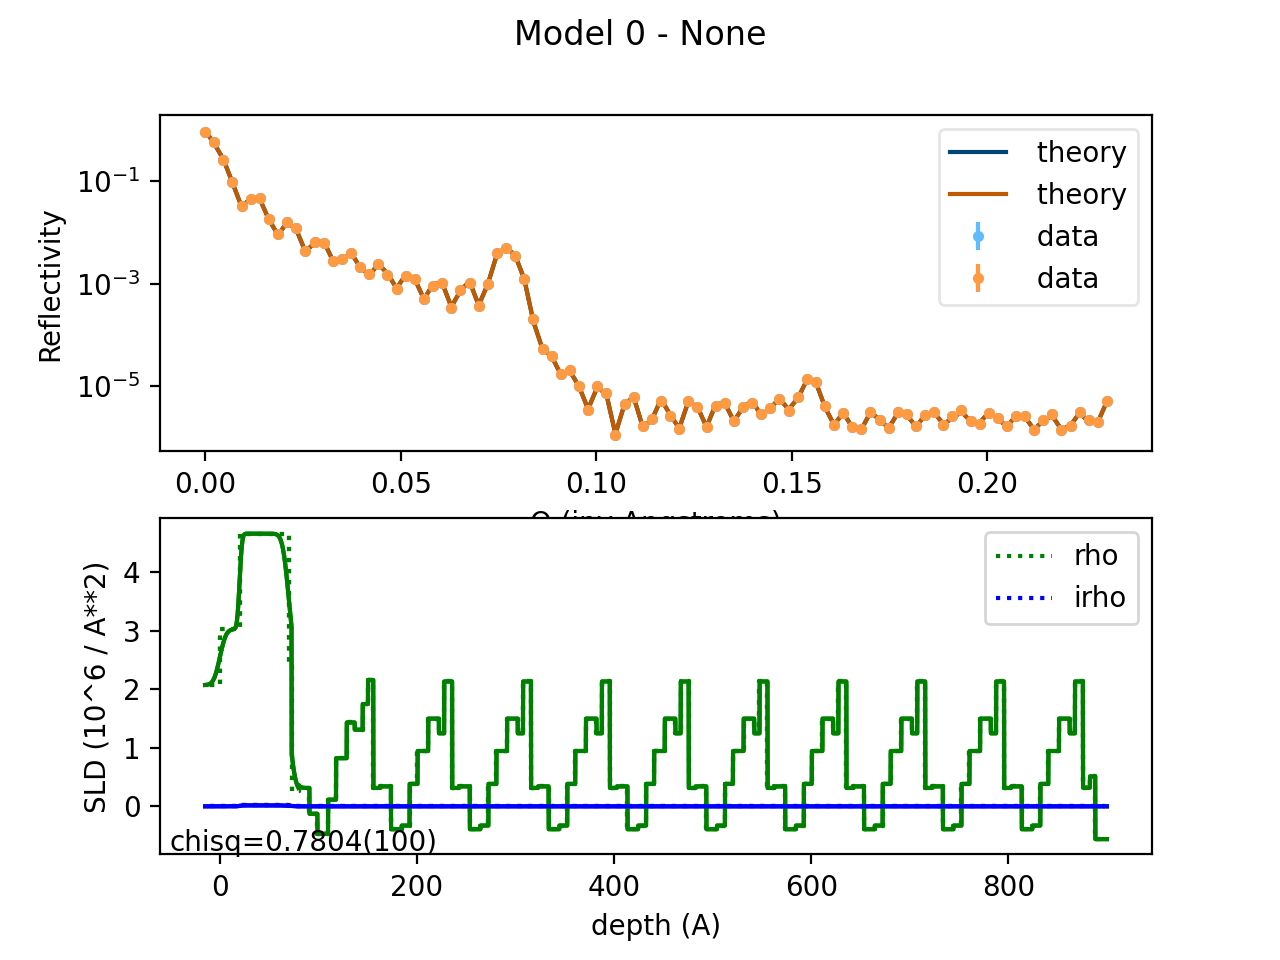 Model 0 - None
Reflectivity
10⁻¹
10⁻³
10⁻⁵
theory
theory
data
data
0.00 0.05 0.10 0.15 0.20
Q (inv Angstroms)
SLD (10^6 / A**2)
4
3
2
1
0
rho
irho
chisq=0.7804(100)
0 200 400 600 800
depth (A)